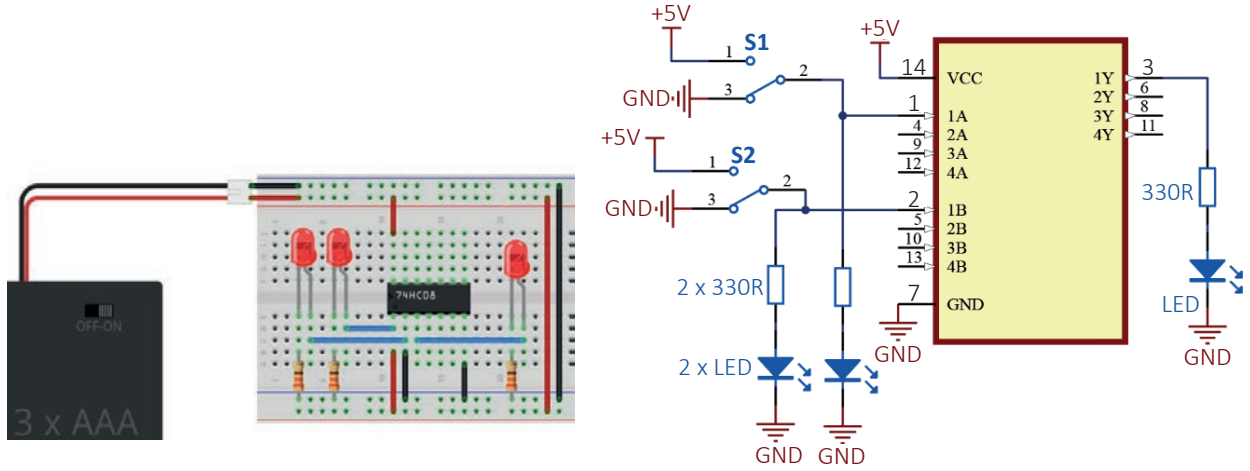 OFF-ON
3 x AAA
74HC08
+5V
1
S1
2
GND
3
+5V
1
S2
2
GND
3
2 x 330R
2 x LED
GND
GND
+5V
14
VCC
1
1A
4
2A
9
3A
12
4A
2
1B
5
2B
10
3B
13
4B
7
GND
GND
1Y
3
2Y
6
3Y
8
4Y
11
330R
LED
GND